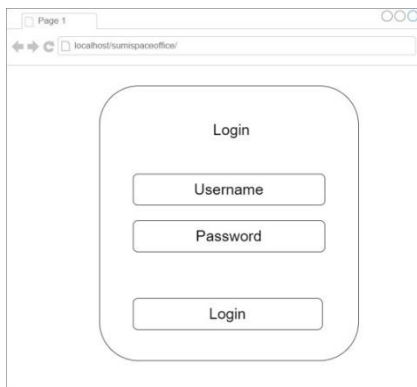 Page 1
localhost/sumispaceoffice/
Login
Username
Password
Login